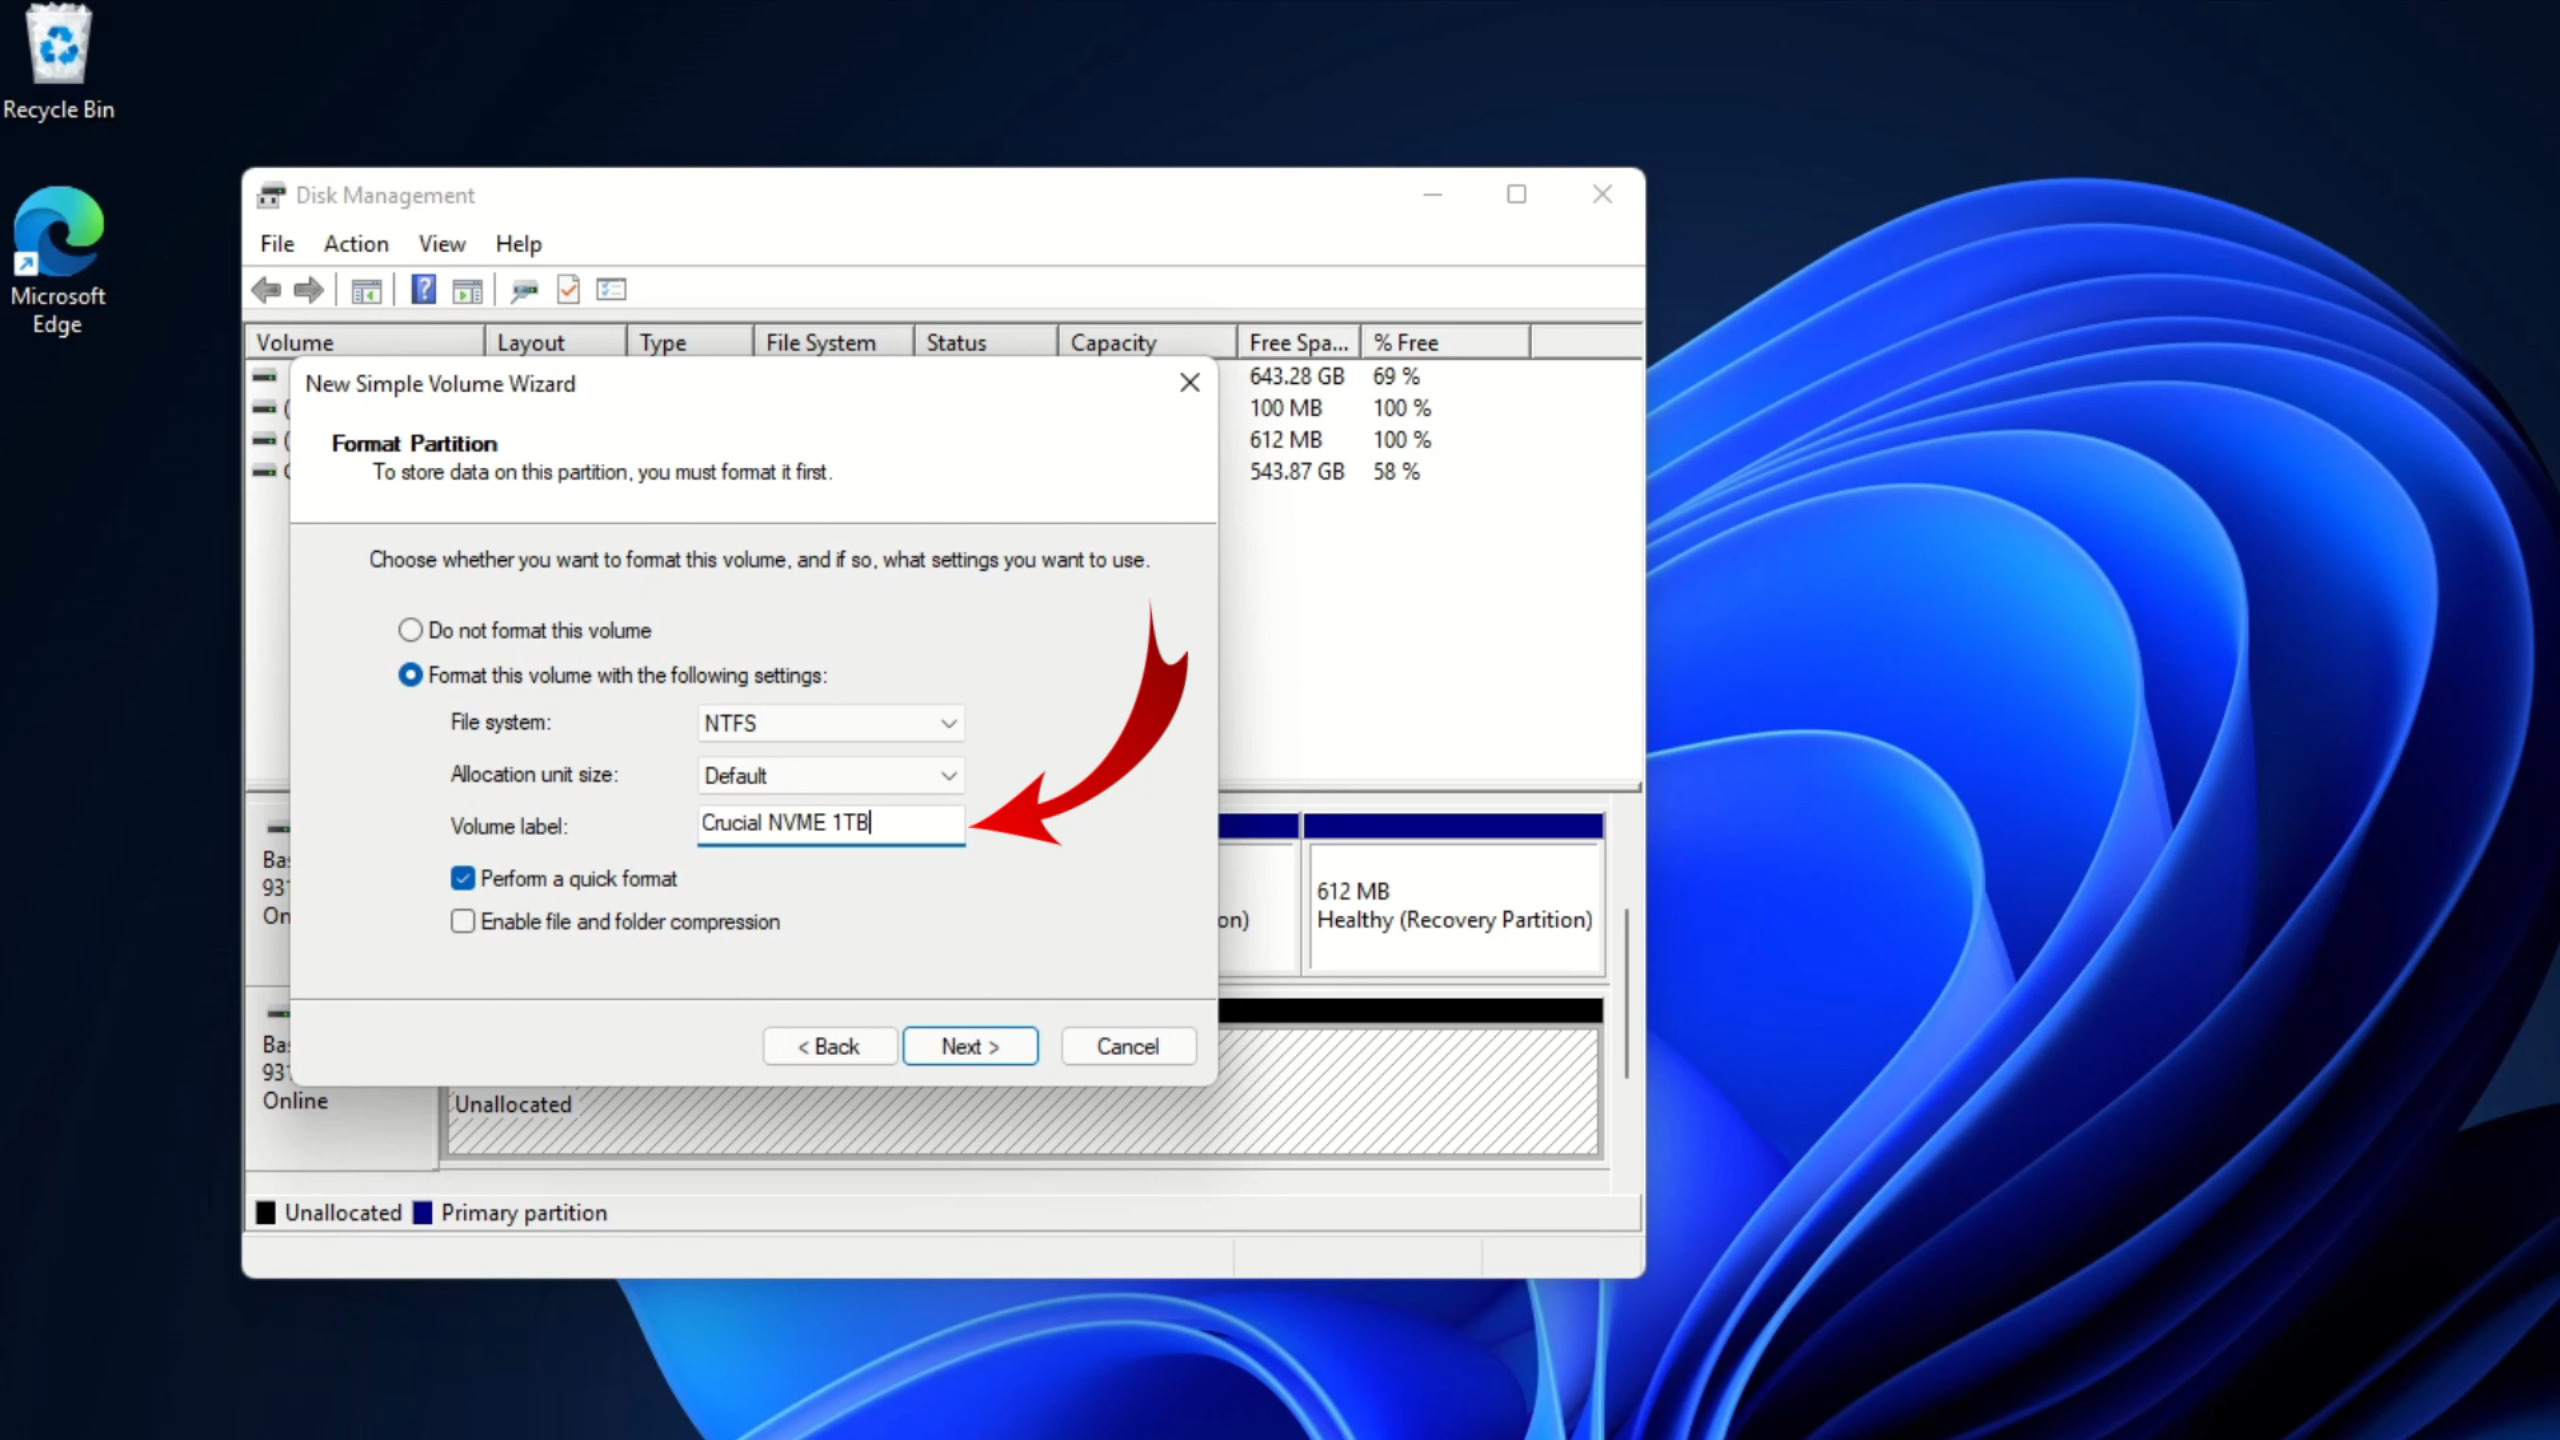 Recycle Bin
Microsoft
Edge
Disk Management
File Action View Help
Volume Layout Type File System Status Capacity Free Spa... % Free
643.28 GB 69 %
100 MB 100 %
612 MB 100 %
543.87 GB 58 %
New Simple Volume Wizard
Format Partition
To store data on this partition, you must format it first.
Choose whether you want to format this volume, and if so, what settings you want to use.
Do not format this volume
Format this volume with the following settings:
File system: NTFS
Allocation unit size: Default
Volume label: Crucial NVME 1TB
Perform a quick format
Enable file and folder compression
< Back Next > Cancel
on)
612 MB
Healthy (Recovery Partition)
Online
Unallocated
Unallocated Primary partition